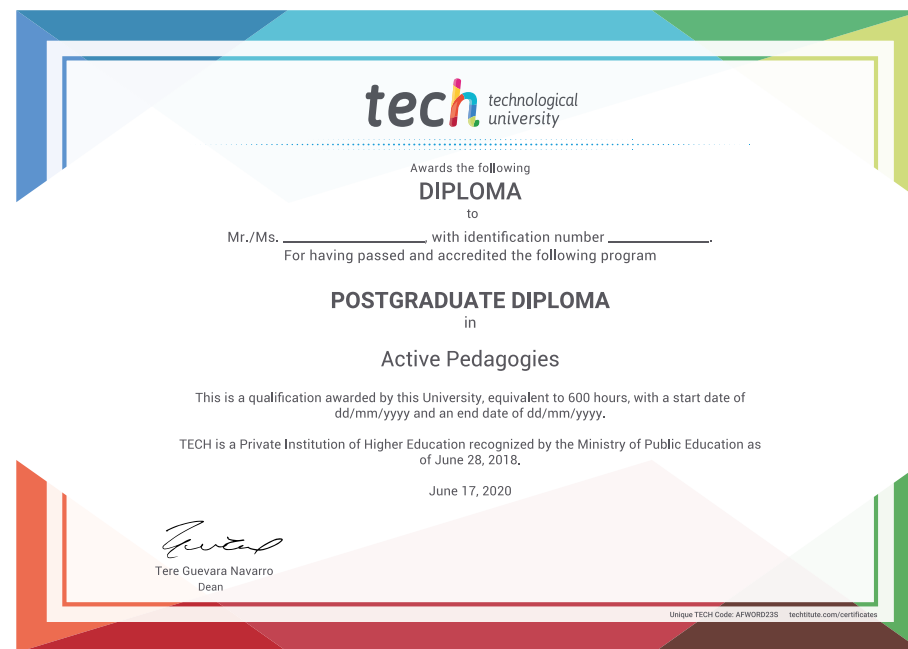 tech technological
university
Awards the following
DIPLOMA
to
Mr./Ms. ____________________, with identification number ______________.
For having passed and accredited the following program
POSTGRADUATE DIPLOMA
in
Active Pedagogies
This is a qualification awarded by this University, equivalent to 600 hours, with a start date of
dd/mm/yyyy and an end date of dd/mm/yyyy.
TECH is a Private Institution of Higher Education recognized by the Ministry of Public Education as
of June 28, 2018.
June 17, 2020
Tere Guevara Navarro
Dean
Unique TECH Code: AFWORD23S techtitute.com/certificates